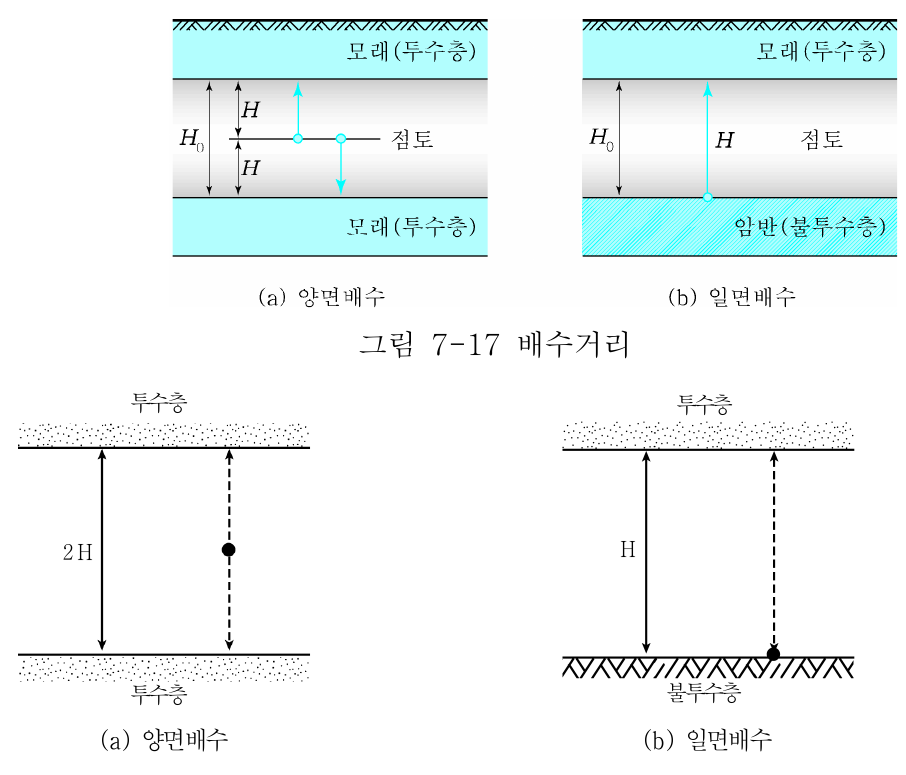 모래(투수층) 모래(투수층)
H
H₀ 점토 H₀ H 점토
H
모래(투수층) 암반(불투수층)
(a) 양면배수 (b) 일면배수
그림 7-17 배수거리
투수층 투수층
2H H
투수층 불투수층
(a) 양면배수 (b) 일면배수